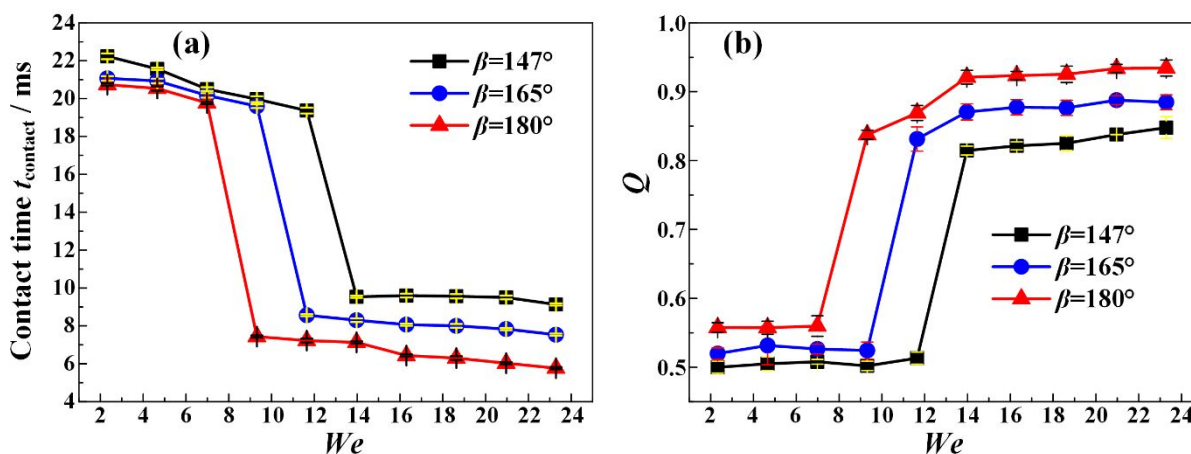 (a)
Contact time t_contact / ms
24
22
20
18
16
14
12
10
8
6
4
β=147°
β=165°
β=180°
2 4 6 8 10 12 14 16 18 20 22 24
We
(b)
Q
1.0
0.9
0.8
0.7
0.6
0.5
β=147°
β=165°
β=180°
2 4 6 8 10 12 14 16 18 20 22 24
We